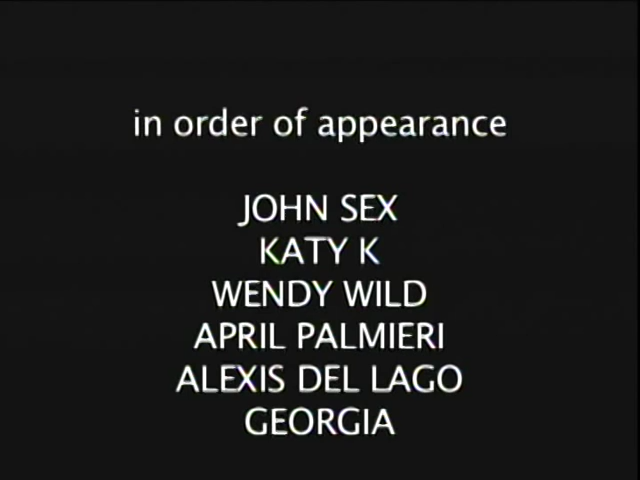 in order of appearance
JOHN SEX
KATY K
WENDY WILD
APRIL PALMIERI
ALEXIS DEL LAGO
GEORGIA